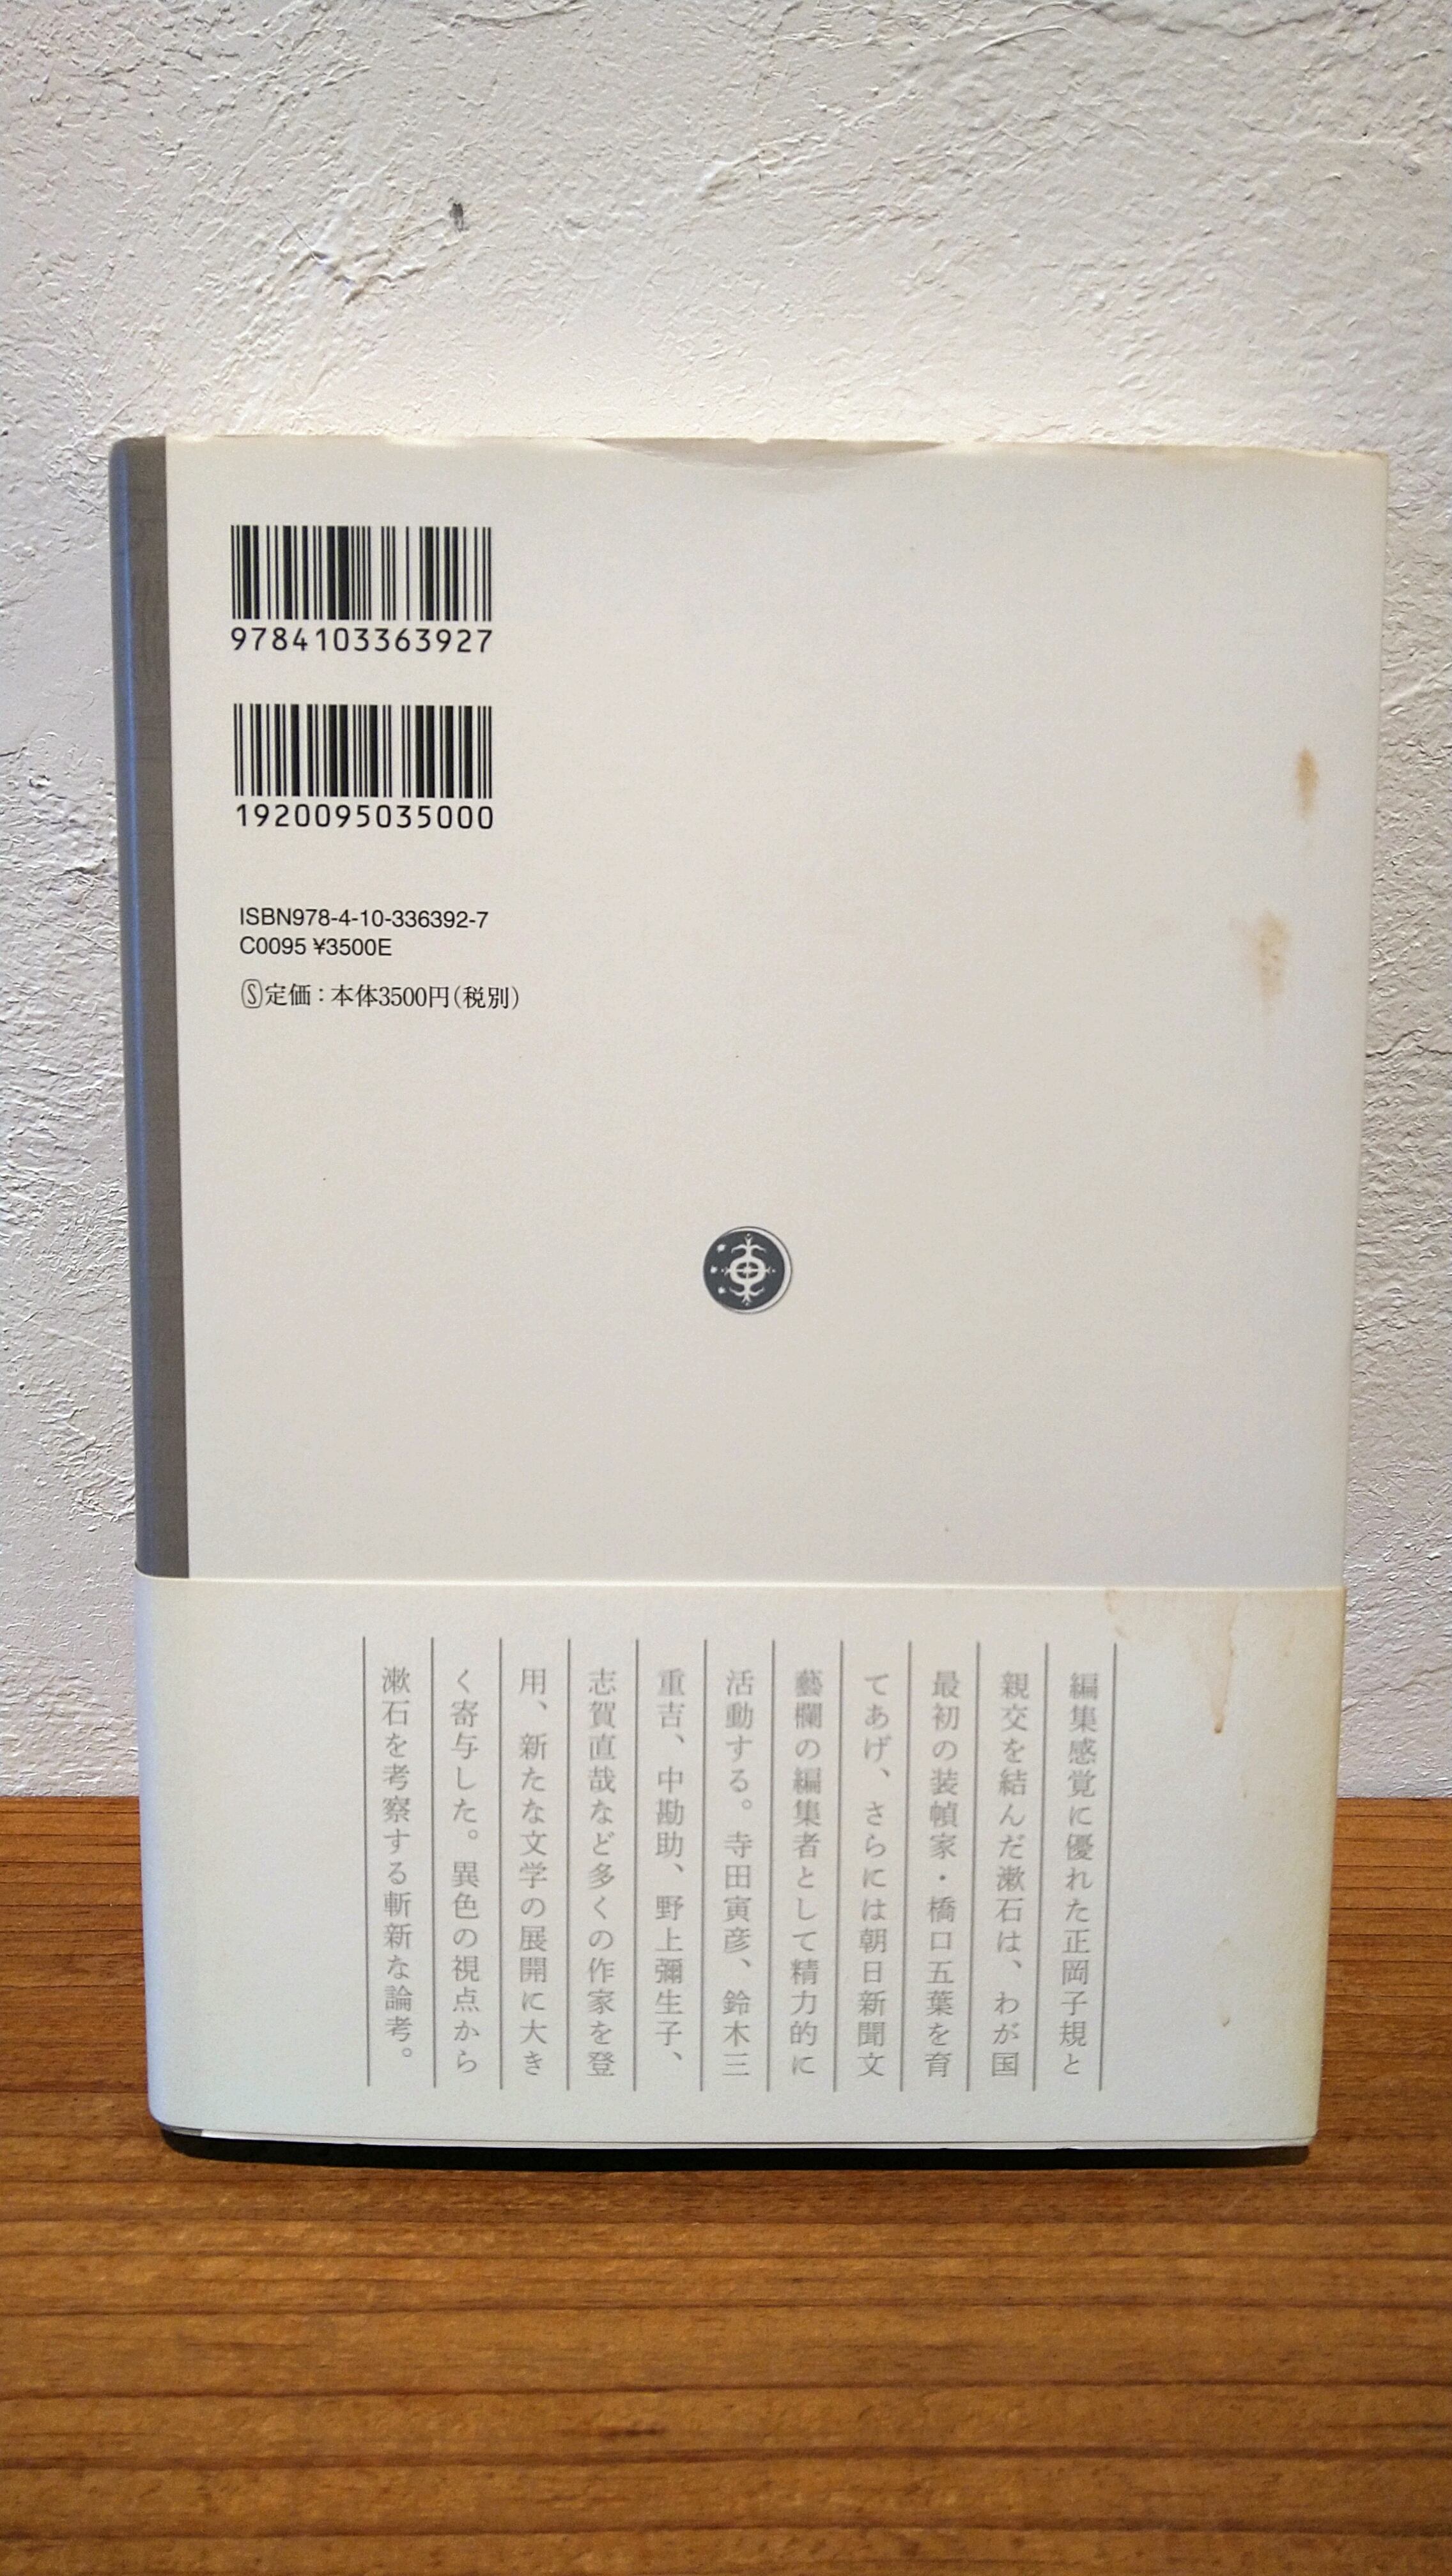 9784103363927
1920095035000
ISBN978-4-10-336392-7
C0095 ¥3500E
Ⓢ定価：本体3500円（税別）
編集感覚に優れた正岡子規と
親交を結んだ漱石は、わが国
最初の装幀家・橋口五葉を育
てあげ、さらには朝日新聞文
藝欄の編集者として精力的に
活動する。寺田寅彦、鈴木三
重吉、中勘助、野上彌生子、
志賀直哉など多くの作家を登
用、新たな文学の展開に大き
く寄与した。異色の視点から
漱石を考察する斬新な論考。